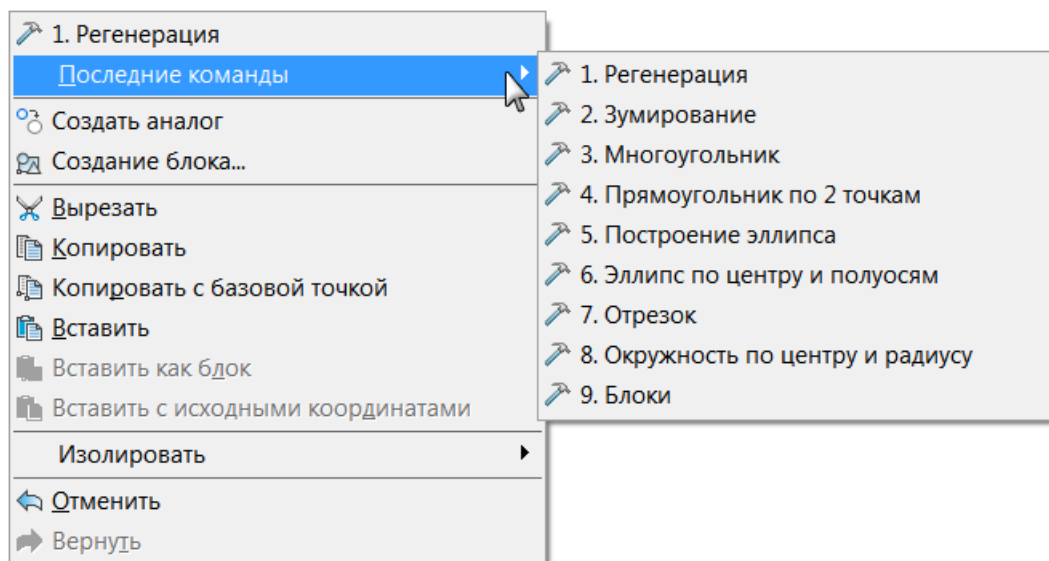 1. Регенерация
Последние команды
Создать аналог
Создание блока...
Вырезать
Копировать
Копировать с базовой точкой
Вставить
Вставить как блок
Вставить с исходными координатами
Изолировать
Отменить
Вернуть
1. Регенерация
2. Зумирование
3. Многоугольник
4. Прямоугольник по 2 точкам
5. Построение эллипса
6. Эллипс по центру и полуосям
7. Отрезок
8. Окружность по центру и радиусу
9. Блоки